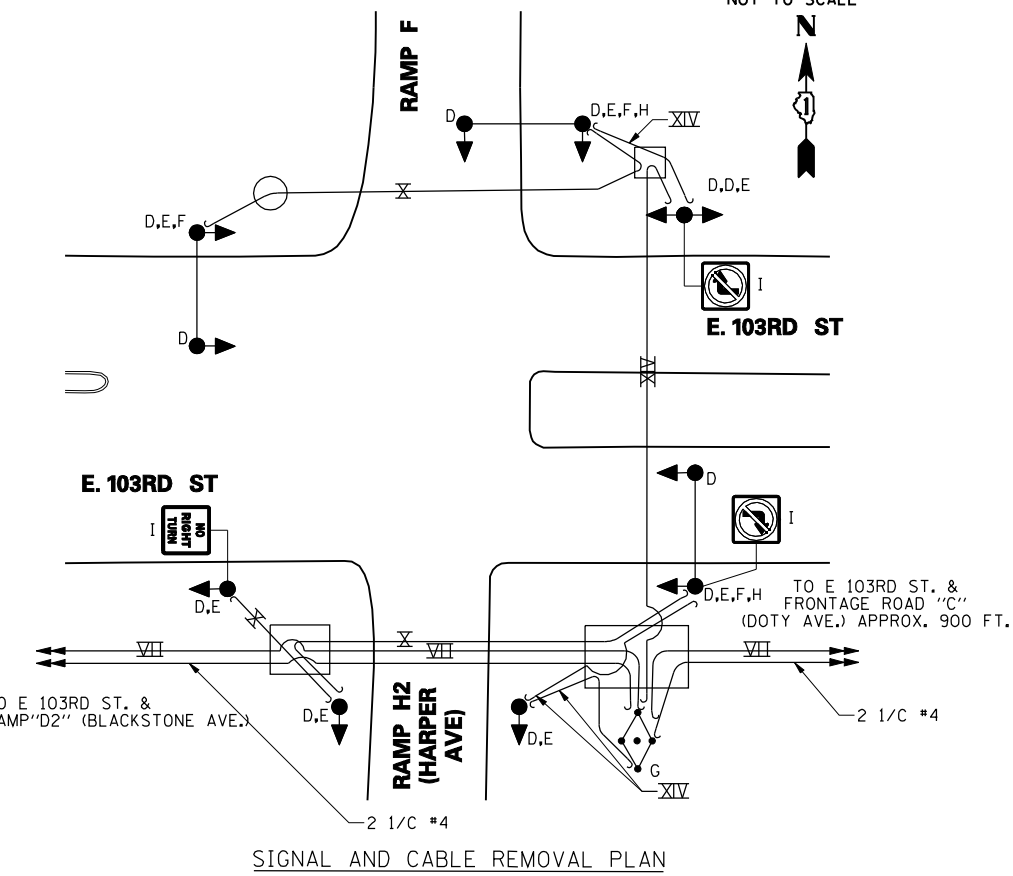 NOT TO SCALE
N
1
RAMP F
D
D,E,F,H
XIV
D,D,E
X
D,E,F
I
E. 103RD ST
D
XIV
E. 103RD ST
D
NO RIGHT TURN
I
I
D,E
D,E,F,H
TO E 103RD ST. &
FRONTAGE ROAD "C"
(DOTY AVE.) APPROX. 900 FT.
X
X
VII
VII
VII
O E 103RD ST. &
AMP"D2" (BLACKSTONE AVE.)
D,E
RAMP H2
(HARPER
AVE)
D,E
2 1/C #4
G
XIV
2 1/C #4
SIGNAL AND CABLE REMOVAL PLAN